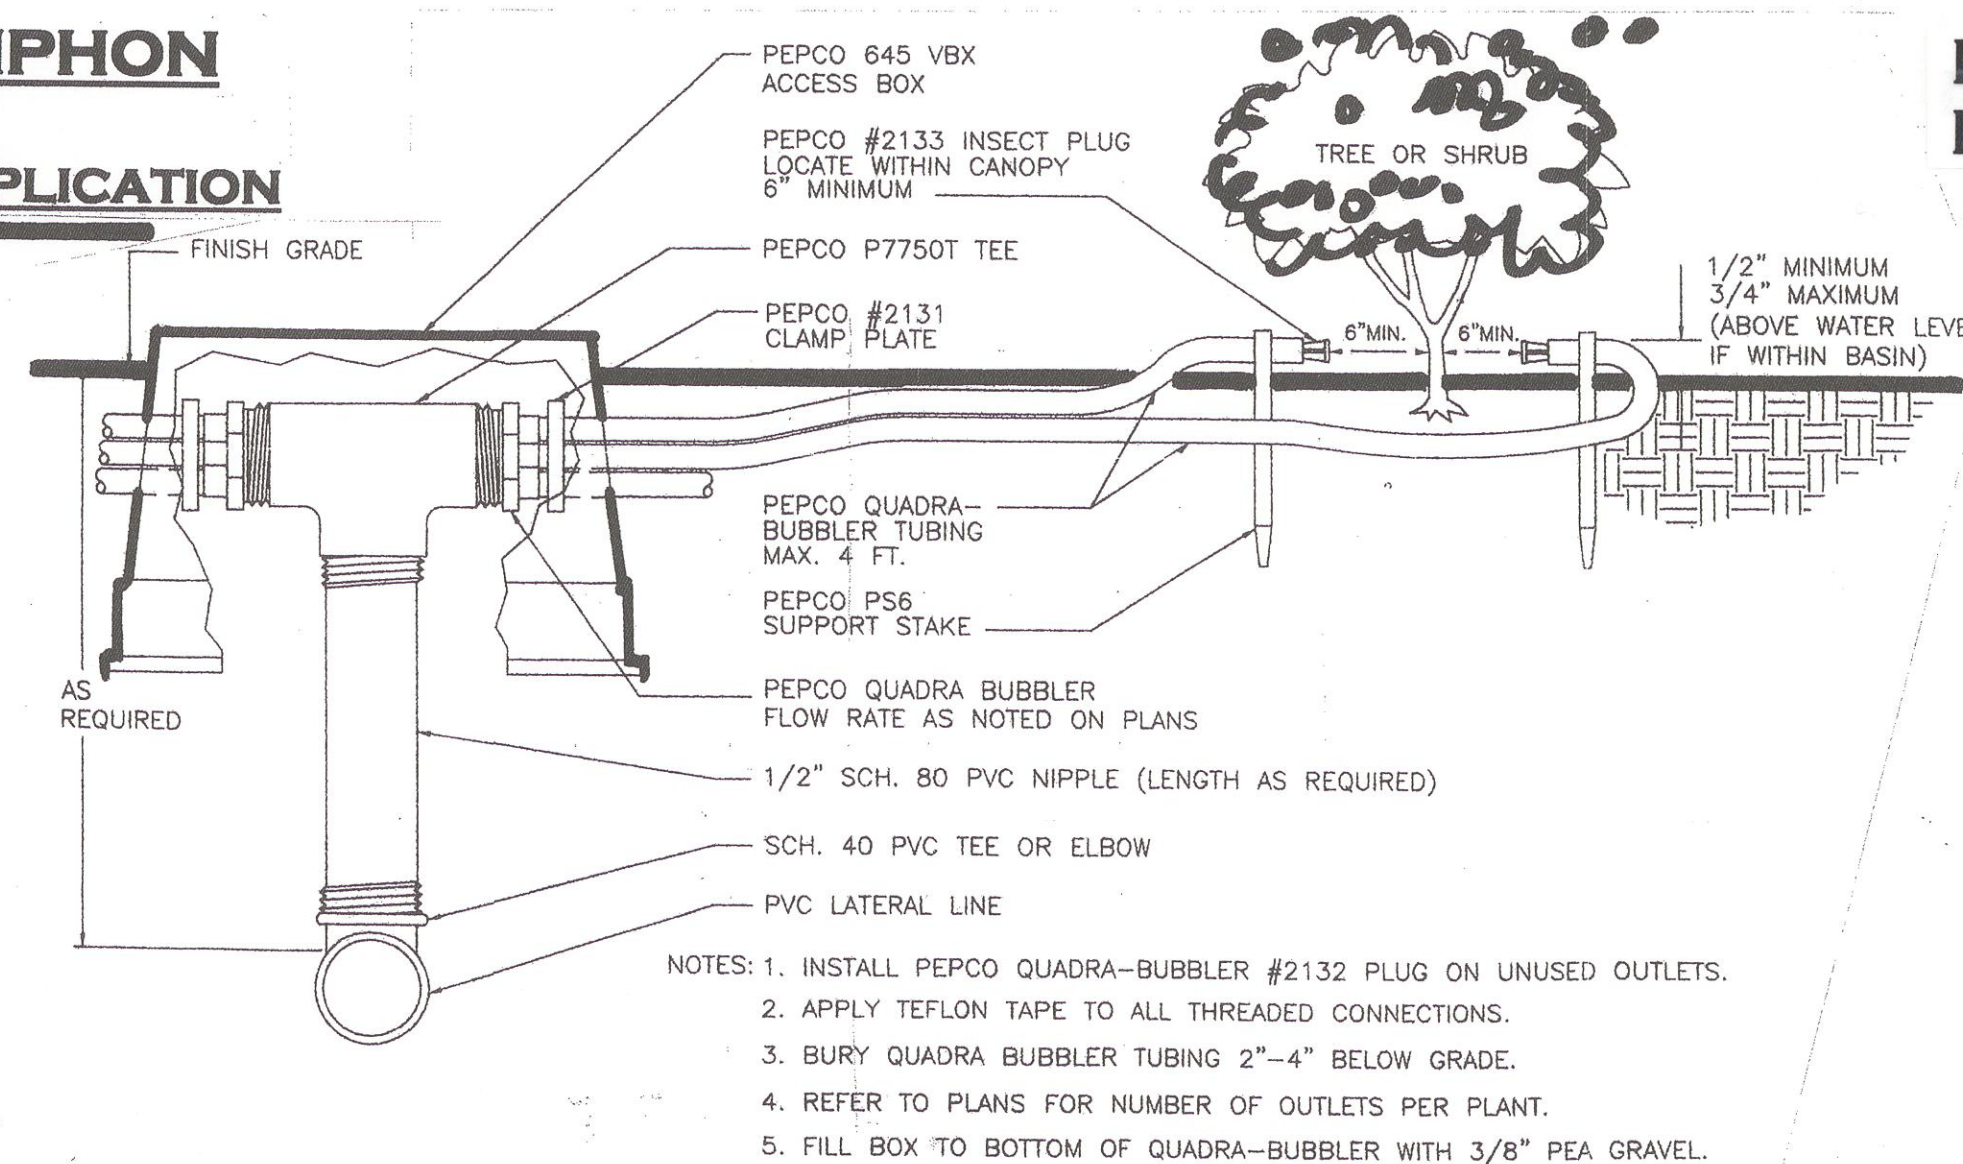 IPHON
PLICATION
FINISH GRADE
PEPCO 645 VBX
ACCESS BOX
PEPCO #2133 INSECT PLUG
LOCATE WITHIN CANOPY
6" MINIMUM
PEPCO P7750T TEE
PEPCO #2131
CLAMP PLATE
TREE OR SHRUB
6"MIN.
6"MIN.
1/2" MINIMUM
3/4" MAXIMUM
(ABOVE WATER LEVE
IF WITHIN BASIN)
PEPCO QUADRA-
BUBBLER TUBING
MAX. 4 FT.
PEPCO PS6
SUPPORT STAKE
AS
REQUIRED
PEPCO QUADRA BUBBLER
FLOW RATE AS NOTED ON PLANS
1/2" SCH. 80 PVC NIPPLE (LENGTH AS REQUIRED)
SCH. 40 PVC TEE OR ELBOW
PVC LATERAL LINE
NOTES: 1. INSTALL PEPCO QUADRA-BUBBLER #2132 PLUG ON UNUSED OUTLETS.
2. APPLY TEFLON TAPE TO ALL THREADED CONNECTIONS.
3. BURY QUADRA BUBBLER TUBING 2"-4" BELOW GRADE.
4. REFER TO PLANS FOR NUMBER OF OUTLETS PER PLANT.
5. FILL BOX TO BOTTOM OF QUADRA-BUBBLER WITH 3/8" PEA GRAVEL.